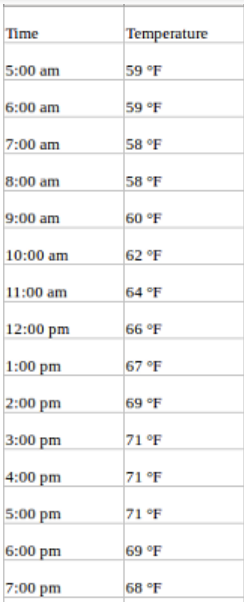 Time Temperature
5:00 am 59 °F
6:00 am 59 °F
7:00 am 58 °F
8:00 am 58 °F
9:00 am 60 °F
10:00 am 62 °F
11:00 am 64 °F
12:00 pm 66 °F
1:00 pm 67 °F
2:00 pm 69 °F
3:00 pm 71 °F
4:00 pm 71 °F
5:00 pm 71 °F
6:00 pm 69 °F
7:00 pm 68 °F